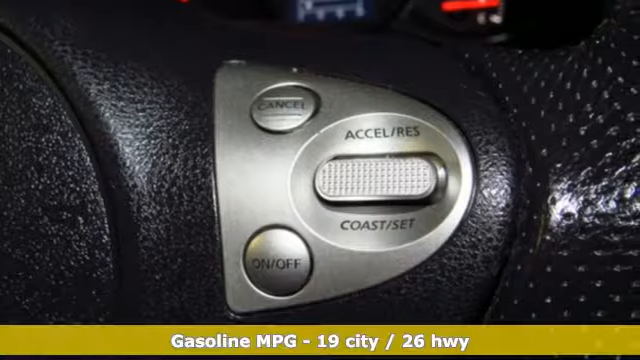 CANCEL
ACCEL/RES
COAST/SET
ON/OFF
Gasoline MPG - 19 city / 26 hwy